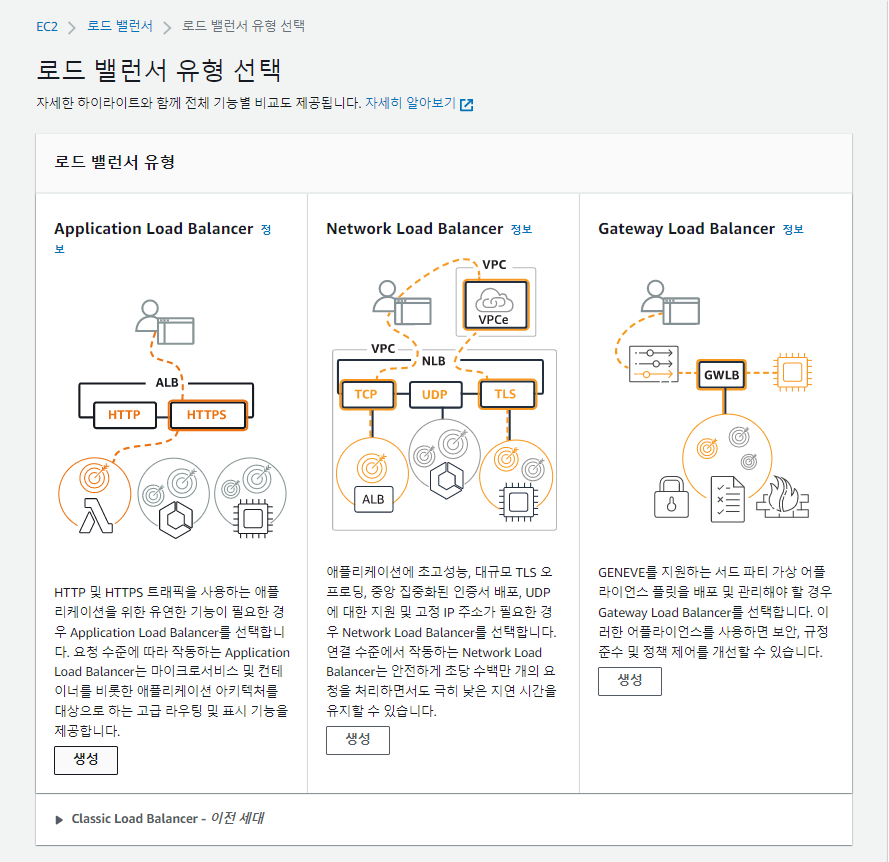 EC2 > 로드 밸런서 > 로드 밸런서 유형 선택
로드 밸런서 유형 선택
자세한 하이라이트와 함께 전체 기능별 비교도 제공됩니다. 자세히 알아보기
로드 밸런서 유형
Application Load Balancer 정
보
ALB
HTTP
HTTPS
HTTP 및 HTTPS 트래픽을 사용하는 애플
리케이션을 위한 유연한 기능이 필요한 경
우 Application Load Balancer를 선택합니
다. 요청 수준에 따라 작동하는 Application
Load Balancer는 마이크로서비스 및 컨테
이너를 비롯한 애플리케이션 아키텍처를
대상으로 하는 고급 라우팅 및 표시 기능을
제공합니다.
생성
Network Load Balancer 정보
VPC
VPCe
VPC
NLB
TCP
UDP
TLS
ALB
애플리케이션에 초고성능, 대규모 TLS 오
프로딩, 중앙 집중화된 인증서 배포, UDP
에 대한 지원 및 고정 IP 주소가 필요한 경
우 Network Load Balancer를 선택합니다.
연결 수준에서 작동하는 Network Load
Balancer는 안전하게 초당 수백만 개의 요
청을 처리하면서도 극히 낮은 지연 시간을
유지할 수 있습니다.
생성
Gateway Load Balancer 정보
GWLB
GENEVE를 지원하는 서드 파티 가상 어플
라이언스 플릿을 배포 및 관리해야 할 경우
Gateway Load Balancer를 선택합니다. 이
러한 어플라이언스를 사용하면 보안, 규정
준수 및 정책 제어를 개선할 수 있습니다.
생성
Classic Load Balancer - 이전 세대